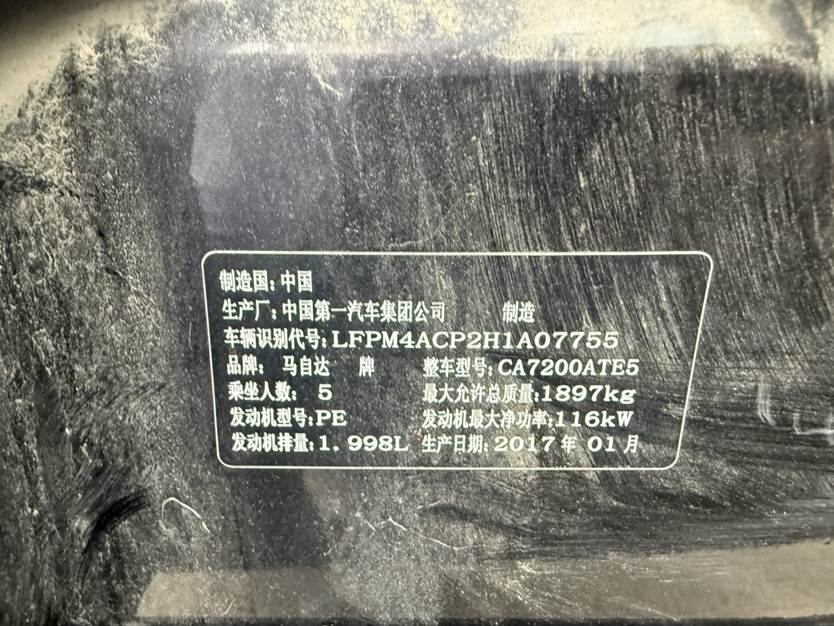 制造国:中国
生产厂:中国第一汽车集团公司 制造
车辆识别代号:LFPM4ACP2H1A07755
品牌: 马自达 牌 整车型号:CA7200ATE5
乘坐人数: 5 最大允许总质量:1897kg
发动机型号:PE 发动机最大净功率:116kW
发动机排量:1.998L 生产日期:2017年 01月